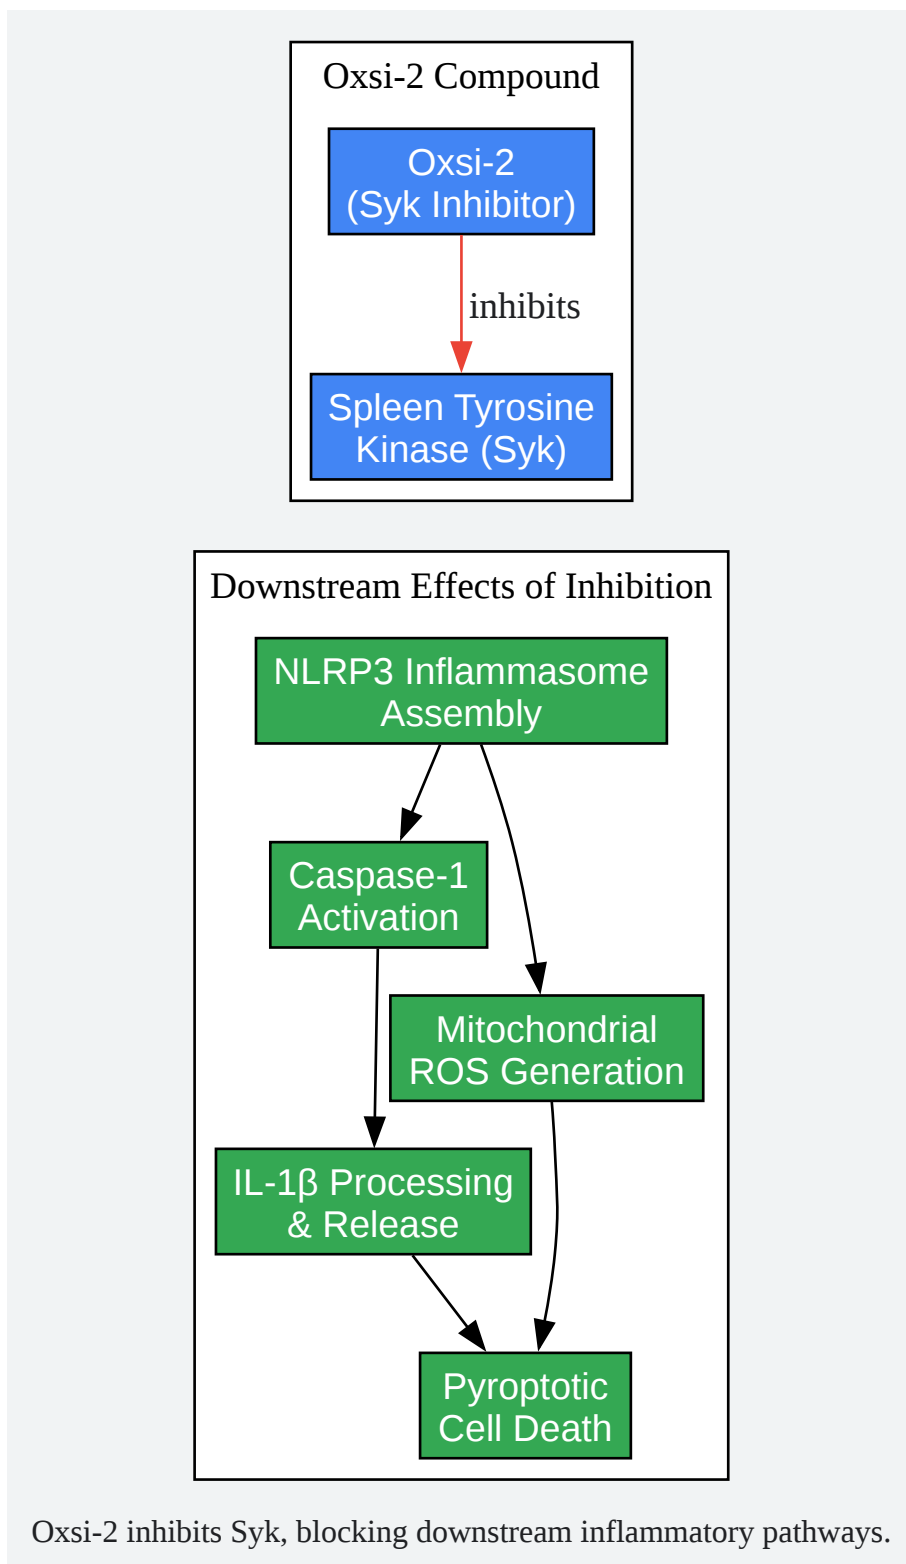 Oxsi-2 Compound
Oxsi-2
(Syk Inhibitor)
inhibits
Spleen Tyrosine
Kinase (Syk)
Downstream Effects of Inhibition
NLRP3 Inflammasome
Assembly
Caspase-1
Activation
Mitochondrial
ROS Generation
IL-1β Processing
& Release
Pyroptotic
Cell Death
Oxsi-2 inhibits Syk, blocking downstream inflammatory pathways.